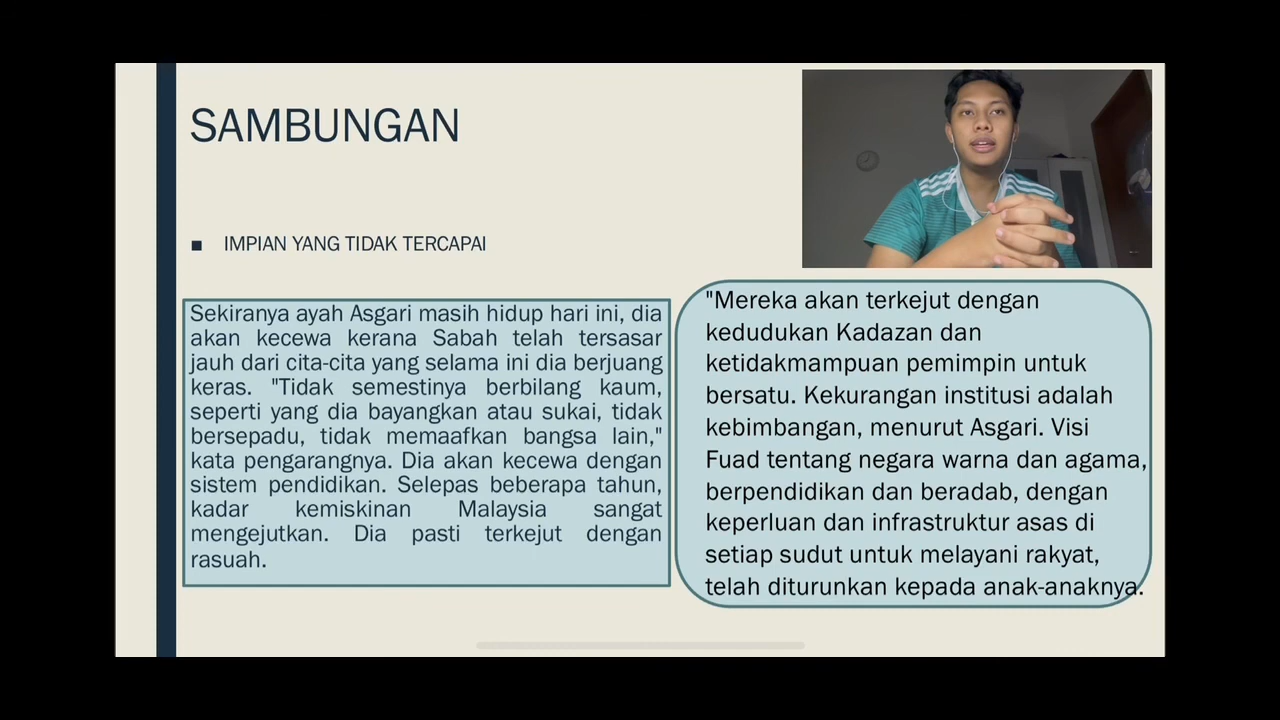 SAMBUNGAN
IMPIAN YANG TIDAK TERCAPAI
Sekiranya ayah Asgari masih hidup hari ini, dia
akan kecewa kerana Sabah telah tersasar
jauh dari cita-cita yang selama ini dia berjuang
keras. "Tidak semestinya berbilang kaum,
seperti yang dia bayangkan atau sukai, tidak
bersepadu, tidak memaafkan bangsa lain,"
kata pengarangnya. Dia akan kecewa dengan
sistem pendidikan. Selepas beberapa tahun,
kadar kemiskinan Malaysia sangat
mengejutkan. Dia pasti terkejut dengan
rasuah.
"Mereka akan terkejut dengan
kedudukan Kadazan dan
ketidakmampuan pemimpin untuk
bersatu. Kekurangan institusi adalah
kebimbangan, menurut Asgari. Visi
Fuad tentang negara warna dan agama,
berpendidikan dan beradab, dengan
keperluan dan infrastruktur asas di
setiap sudut untuk melayani rakyat,
telah diturunkan kepada anak-anaknya.